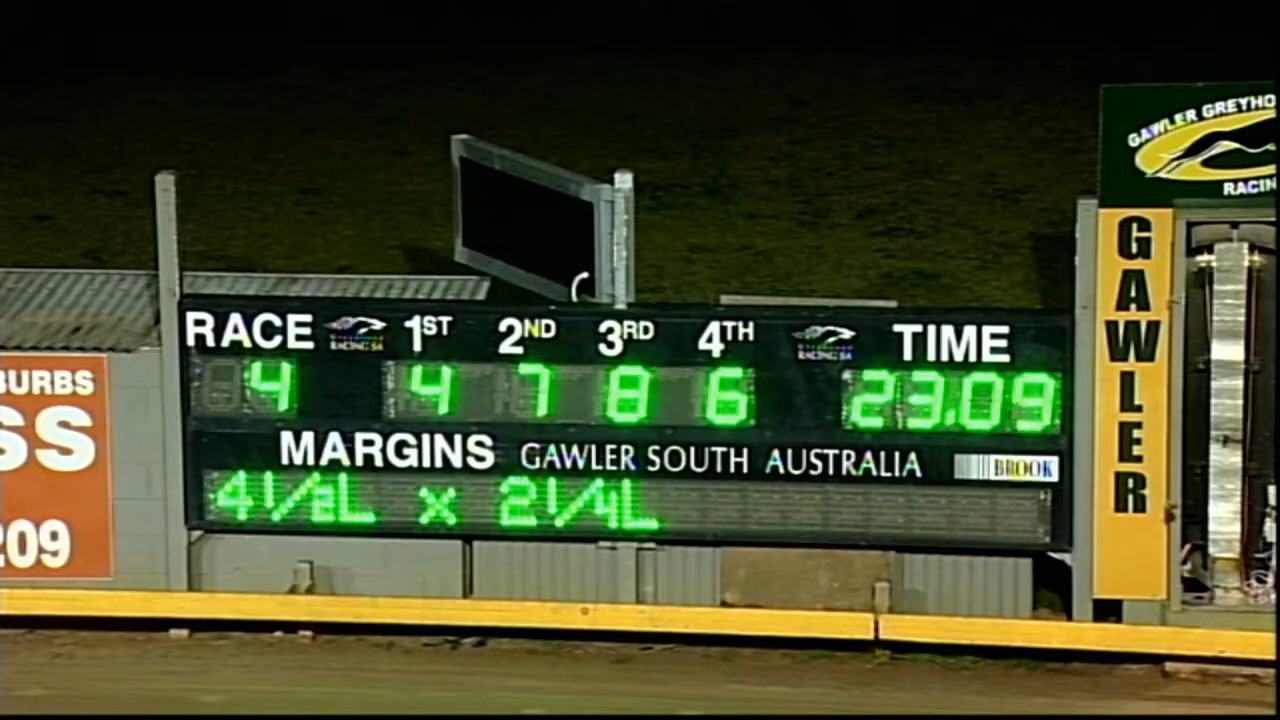 GAWLER GREYHO
RACIN
GAWLER
RACE 1ST 2ND 3RD 4TH TIME
RACING SA
RACING SA
4 4 7 8 6 23.09
MARGINS GAWLER SOUTH AUSTRALIA BROOK
4 1/2L x 2 1/4L
BURBS
SS
209